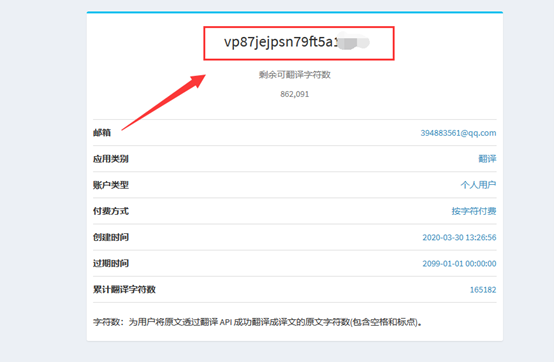 vp87jejpsn79ft5a1
剩余可翻译字符数
862,091
邮箱 394883561@qq.com
应用类别 翻译
账户类型 个人用户
付费方式 按字符付费
创建时间 2020-03-30 13:26:56
过期时间 2099-01-01 00:00:00
累计翻译字符数 165182
字符数：为用户将原文透过翻译 API 成功翻译成译文的原文字符数(包含空格和标点)。